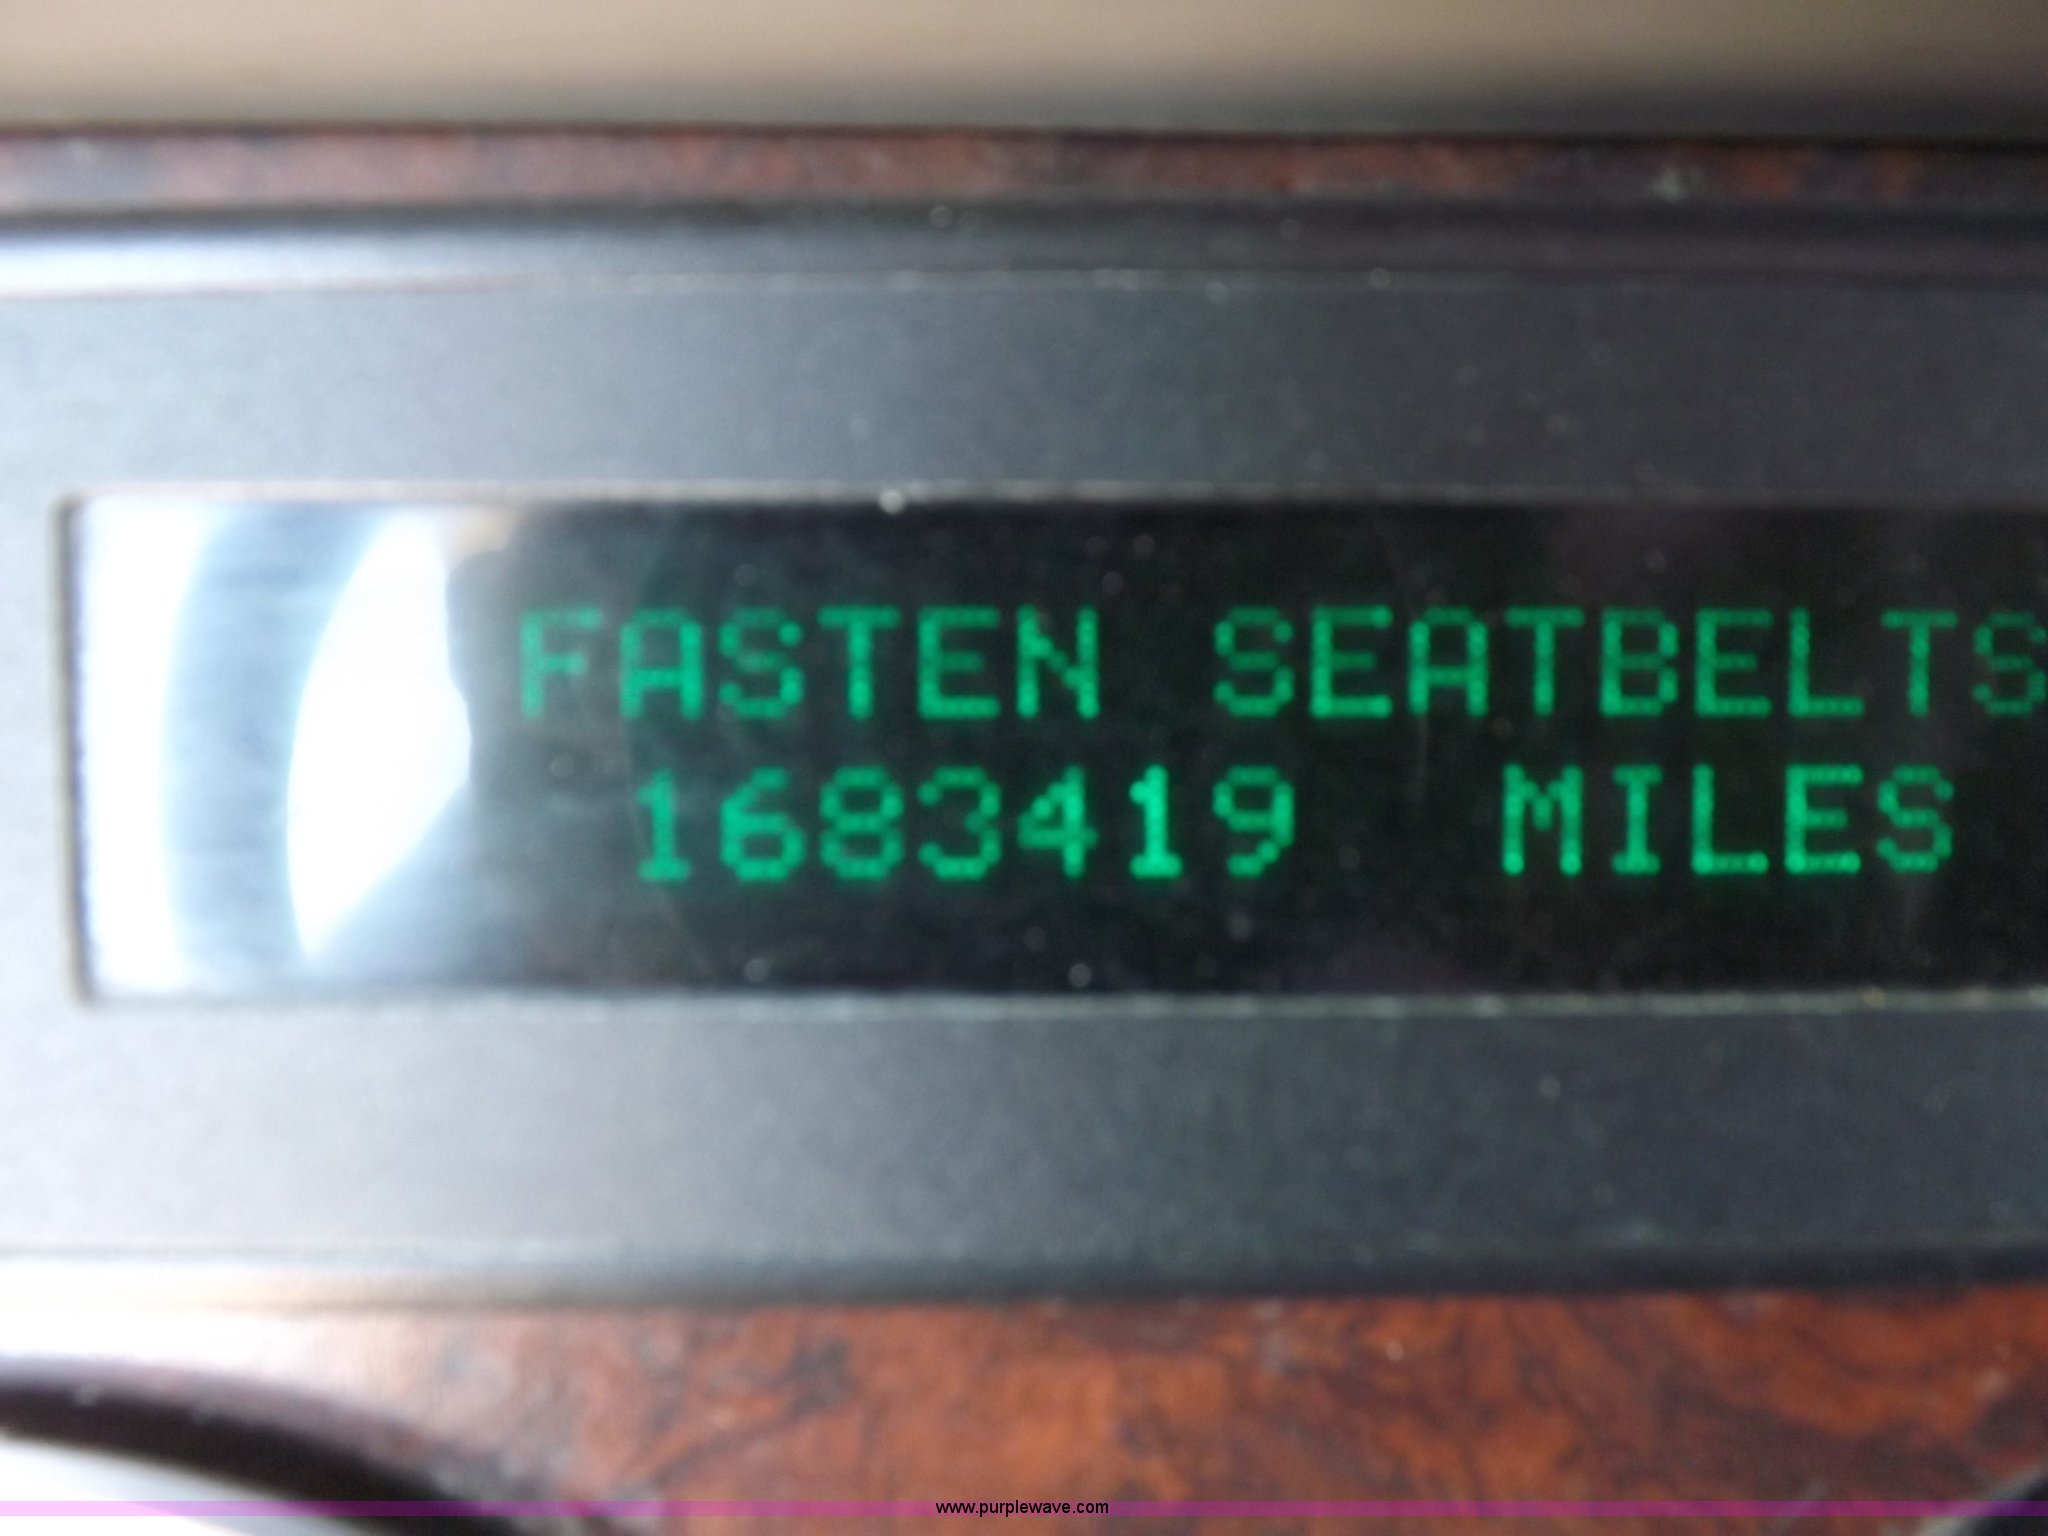 FASTEN SEATBELTS
1683419 MILES
www.purplewave.com